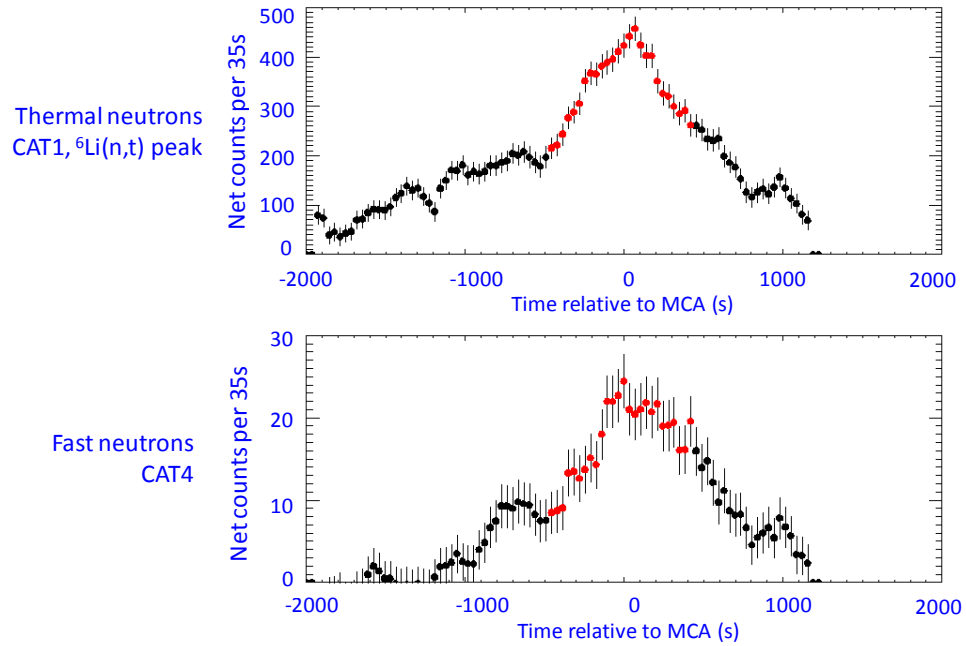 Thermal neutrons
CAT1, ⁶Li(n,t) peak
Net counts per 35s
500
400
300
200
100
0
-2000
-1000
0
1000
2000
Time relative to MCA (s)
Fast neutrons
CAT4
Net counts per 35s
30
20
10
0
-2000
-1000
0
1000
2000
Time relative to MCA (s)